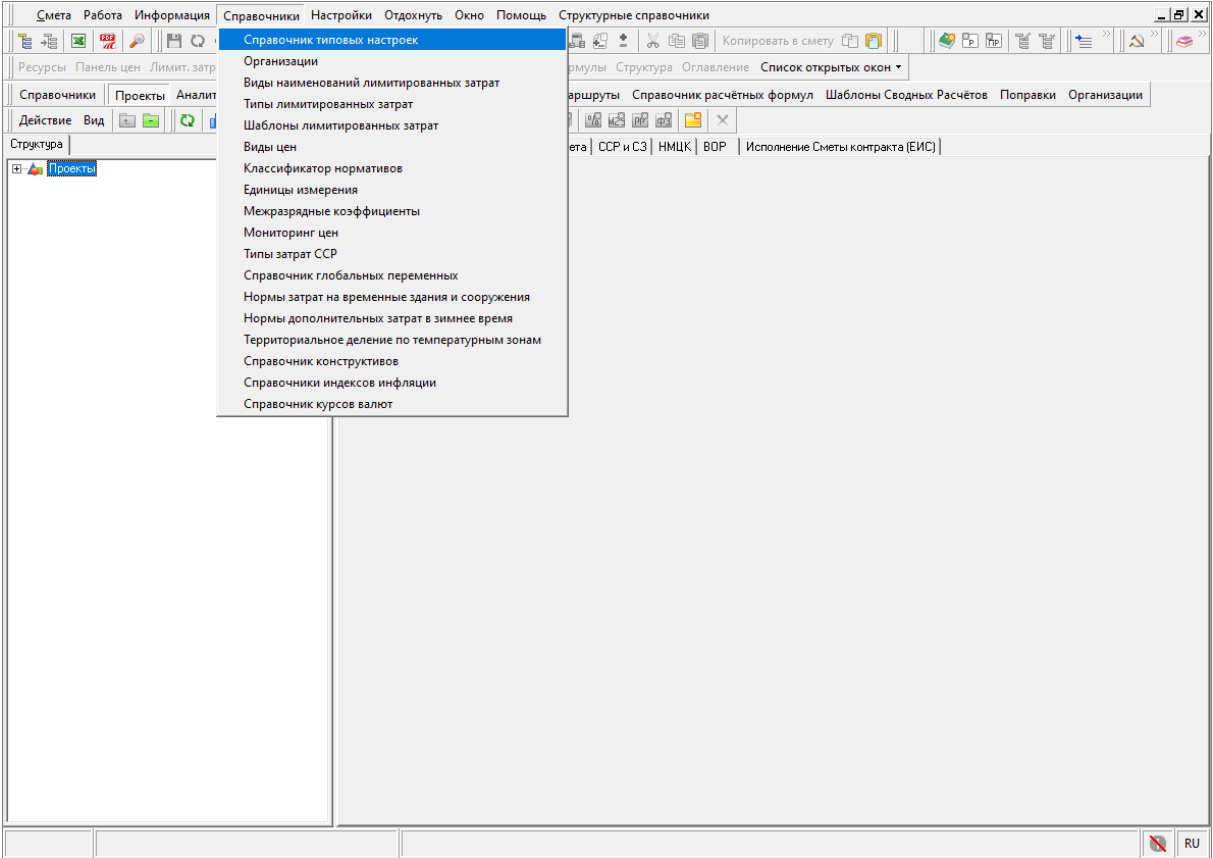 Смета Работа Информация Справочники Настройки Отдохнуть Окно Помощь Структурные справочники
Справочник типовых настроек
Копировать в смету
Организации
Ресурсы Панель цен Лимит. затр
рмулы Структура Оглавление Список открытых окон
Виды наименований лимитированных затрат
Справочники Проекты Аналит
аршруты Справочник расчётных формул Шаблоны Сводных Расчётов Поправки Организации
Типы лимитированных затрат
Действие Вид
Шаблоны лимитированных затрат
Структура
Виды цен
ета ССР и СЗ НМЦК ВОР Исполнение Сметы контракта (ЕИС)
Проекты
Классификатор нормативов
Единицы измерения
Межразрядные коэффициенты
Мониторинг цен
Типы затрат ССР
Справочник глобальных переменных
Нормы затрат на временные здания и сооружения
Нормы дополнительных затрат в зимнее время
Территориальное деление по температурным зонам
Справочник конструктивов
Справочники индексов инфляции
Справочник курсов валют
RU